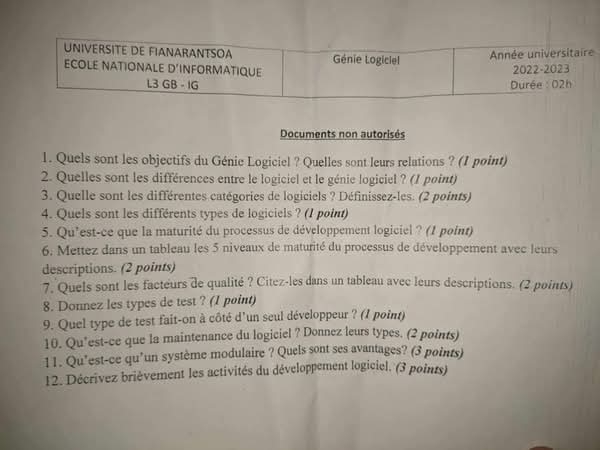 UNIVERSITE DE FIANARANTSOA
ECOLE NATIONALE D'INFORMATIQUE
L3 GB - IG
Génie Logiciel
Année universitaire
2022-2023
Durée : 02h
Documents non autorisés
1. Quels sont les objectifs du Génie Logiciel ? Quelles sont leurs relations ? (1 point)
2. Quelles sont les différences entre le logiciel et le génie logiciel ? (1 point)
3. Quelle sont les différentes catégories de logiciels ? Définissez-les. (2 points)
4. Quels sont les différents types de logiciels ? (1 point)
5. Qu'est-ce que la maturité du processus de développement logiciel ? (1 point)
6. Mettez dans un tableau les 5 niveaux de maturité du processus de développement avec leurs
descriptions. (2 points)
7. Quels sont les facteurs de qualité ? Citez-les dans un tableau avec leurs descriptions. (2 points)
8. Donnez les types de test ? (1 point)
9. Quel type de test fait-on à côté d'un seul développeur ? (1 point)
10. Qu'est-ce que la maintenance du logiciel ? Donnez leurs types. (2 points)
11. Qu'est-ce qu'un système modulaire ? Quels sont ses avantages? (3 points)
12. Décrivez brièvement les activités du développement logiciel. (3 points)